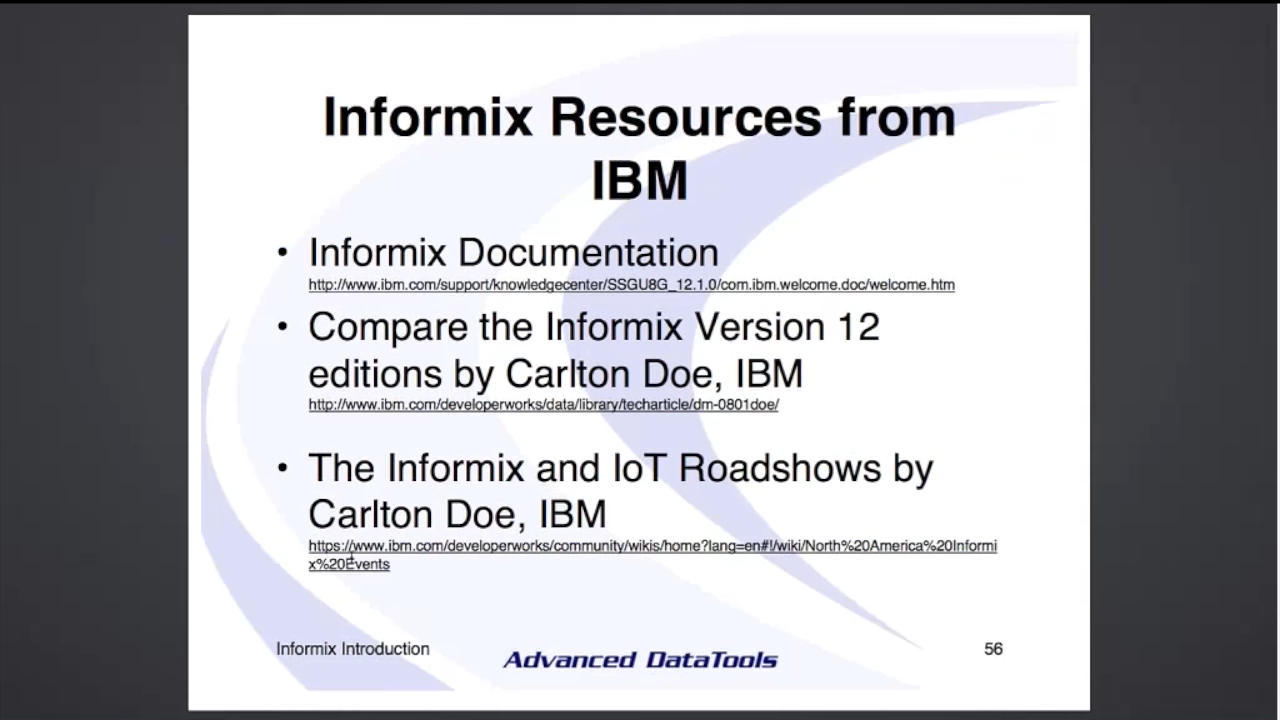 Informix Resources from
IBM
• Informix Documentation
http://www.ibm.com/support/knowledgecenter/SSGU8G_12.1.0/com.ibm.welcome.doc/welcome.htm
• Compare the Informix Version 12
editions by Carlton Doe, IBM
http://www.ibm.com/developerworks/data/library/techarticle/dm-0801doe/
• The Informix and IoT Roadshows by
Carlton Doe, IBM
https://www.ibm.com/developerworks/community/wikis/home?lang=en#!/wiki/North%20America%20Informi
x%20Events
Informix Introduction
Advanced DataTools
56